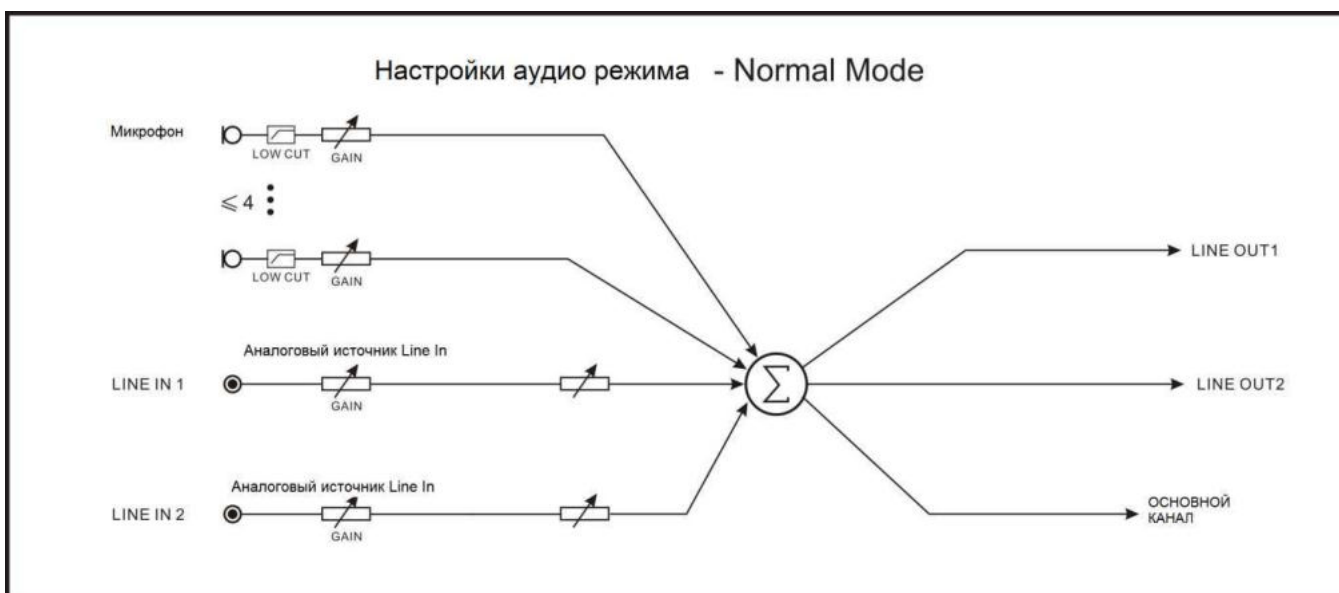 Настройки аудио режима - Normal Mode
Микрофон
LOW CUT GAIN
≤ 4
LOW CUT GAIN
LINE OUT1
Аналоговый источник Line In
LINE IN 1
GAIN
Σ
LINE OUT2
Аналоговый источник Line In
LINE IN 2
GAIN
ОСНОВНОЙ
КАНАЛ